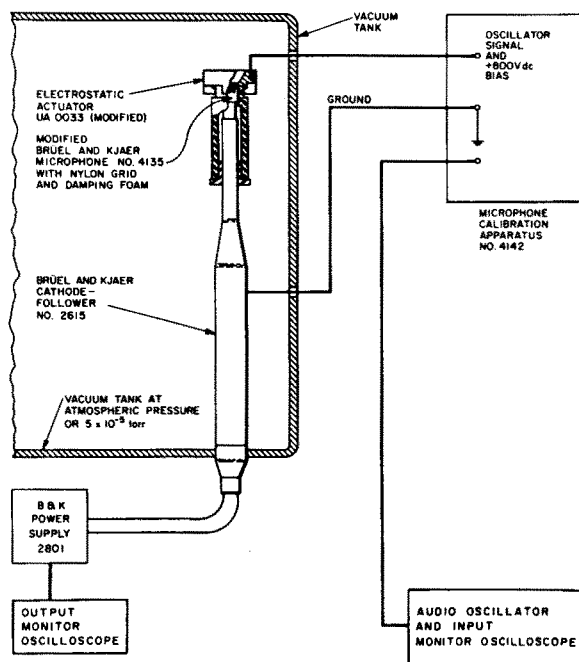 VACUUM
TANK
OSCILLATOR
SIGNAL
AND
+800V dc
BIAS
ELECTROSTATIC
ACTUATOR
UA 0033 (MODIFIED)
GROUND
MODIFIED
BRÜEL AND KJAER
MICROPHONE NO. 4135
WITH NYLON GRID
AND DAMPING FOAM
MICROPHONE
CALIBRATION
APPARATUS
NO. 4142
BRÜEL AND KJAER
CATHODE-
FOLLOWER
NO. 2615
VACUUM TANK AT
ATMOSPHERIC PRESSURE
OR 5 x 10⁻⁵ torr
B & K
POWER
SUPPLY
2801
OUTPUT
MONITOR
OSCILLOSCOPE
AUDIO OSCILLATOR
AND INPUT
MONITOR OSCILLOSCOPE